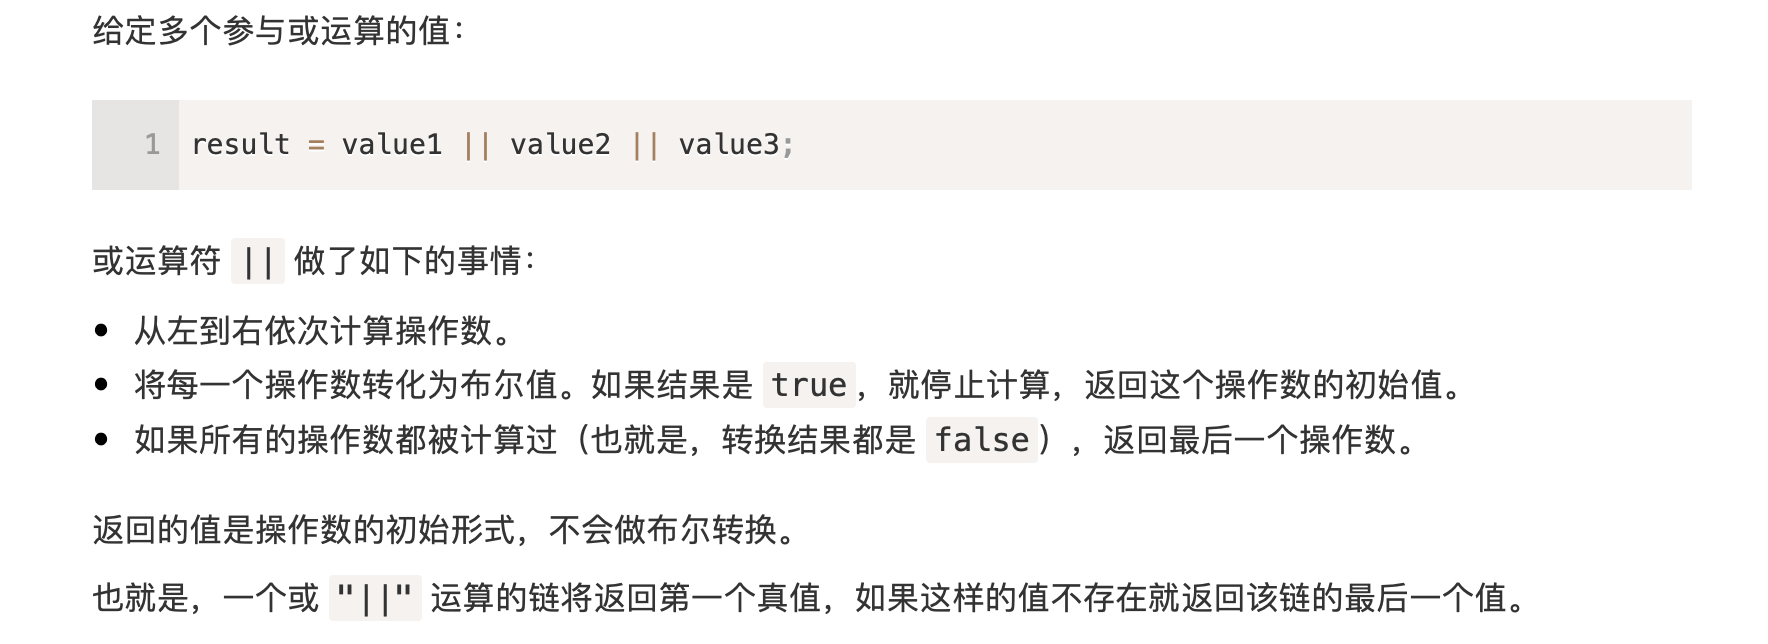 给定多个参与或运算的值：
1 result = value1 || value2 || value3;
或运算符 || 做了如下的事情：
• 从左到右依次计算操作数。
• 将每一个操作数转化为布尔值。如果结果是 true，就停止计算，返回这个操作数的初始值。
• 如果所有的操作数都被计算过（也就是，转换结果都是 false），返回最后一个操作数。
返回的值是操作数的初始形式，不会做布尔转换。
也就是，一个或 "||" 运算的链将返回第一个真值，如果这样的值不存在就返回该链的最后一个值。